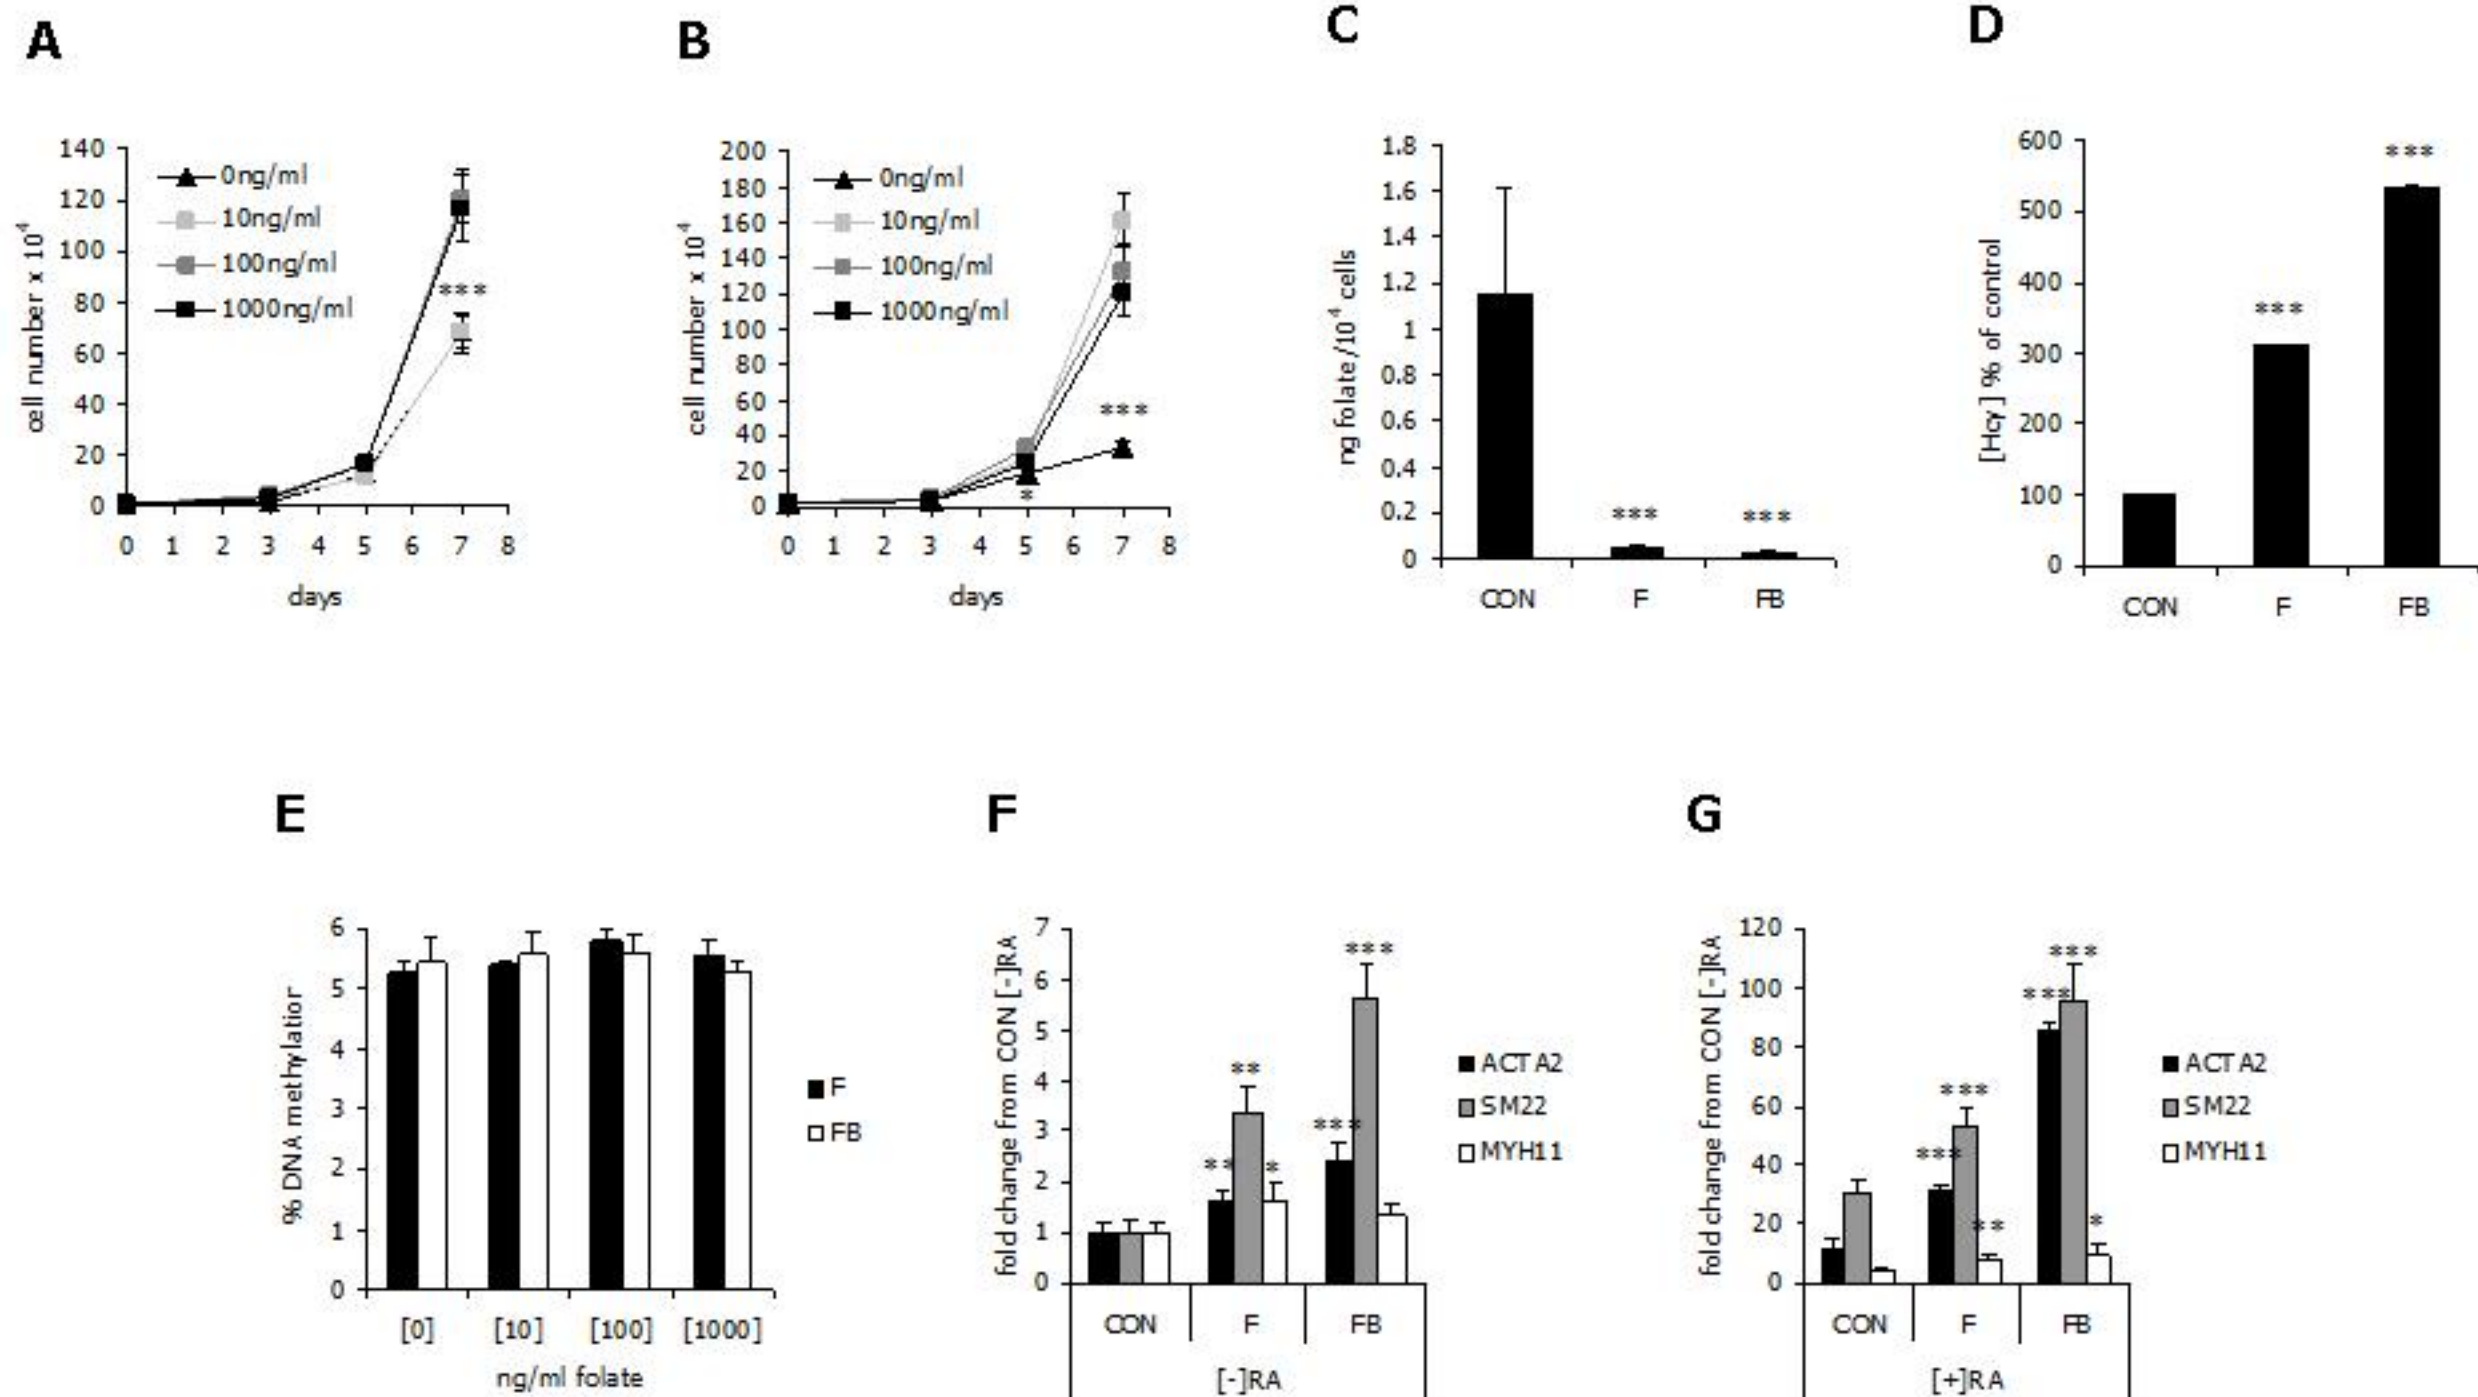 A
cell number x 10⁴
140
120
100
80
60
40
20
0
0ng/ml
10ng/ml
100ng/ml
1000ng/ml
***
0 1 2 3 4 5 6 7 8
days
B
cell number x 10⁴
200
180
160
140
120
100
80
60
40
20
0
0ng/ml
10ng/ml
100ng/ml
1000ng/ml
***
*
0 1 2 3 4 5 6 7 8
days
C
ng folate/10⁴ cells
1.8
1.6
1.4
1.2
1
0.8
0.6
0.4
0.2
0
*** ***
CON F FB
D
[Hcy] % of control
600
500
400
300
200
100
0
***
***
CON F FB
E
% DNA methylation
6
5
4
3
2
1
0
F
FB
[0] [10] [100] [1000]
ng/ml folate
F
fold change from CON [-]RA
7
6
5
4
3
2
1
0
***
**
***
** *
ACTA2
SM22
MYH11
CON F FB
[-]RA
G
fold change from CON [-]RA
120
100
80
60
40
20
0
***
***
***
***
**
*
ACTA2
SM22
MYH11
CON F FB
[+]RA